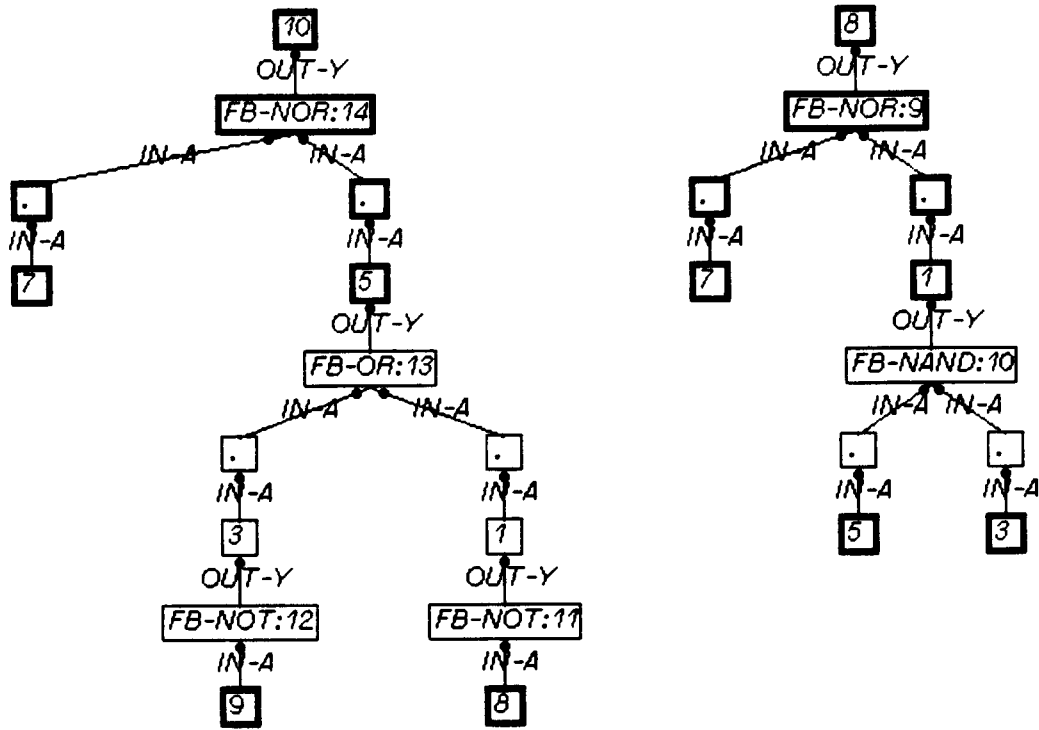 10
OUT-Y
FB-NOR:14
IN-A
IN-A
.
.
IN-A
IN-A
7
5
OUT-Y
FB-OR:13
IN-A
IN-A
.
.
IN-A
IN-A
3
1
OUT-Y
OUT-Y
FB-NOT:12
FB-NOT:11
IN-A
IN-A
9
8
8
OUT-Y
FB-NOR:9
IN-A
IN-A
.
.
IN-A
IN-A
7
1
OUT-Y
FB-NAND:10
IN-A
IN-A
.
.
IN-A
IN-A
5
3